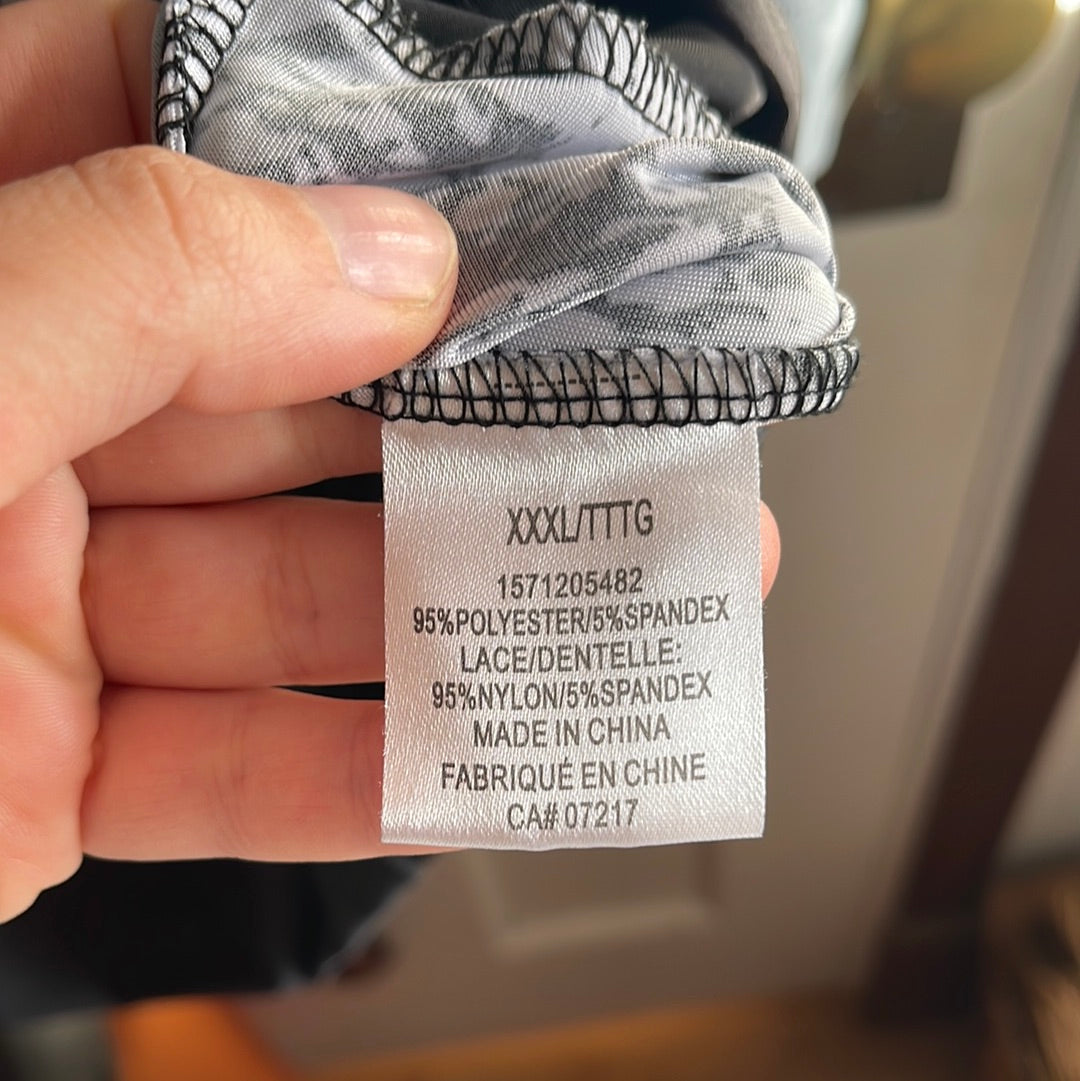 XXXL/TTTG
1571205482
95%POLYESTER/5%SPANDEX
LACE/DENTELLE:
95%NYLON/5%SPANDEX
MADE IN CHINA
FABRIQUÉ EN CHINE
CA# 07217